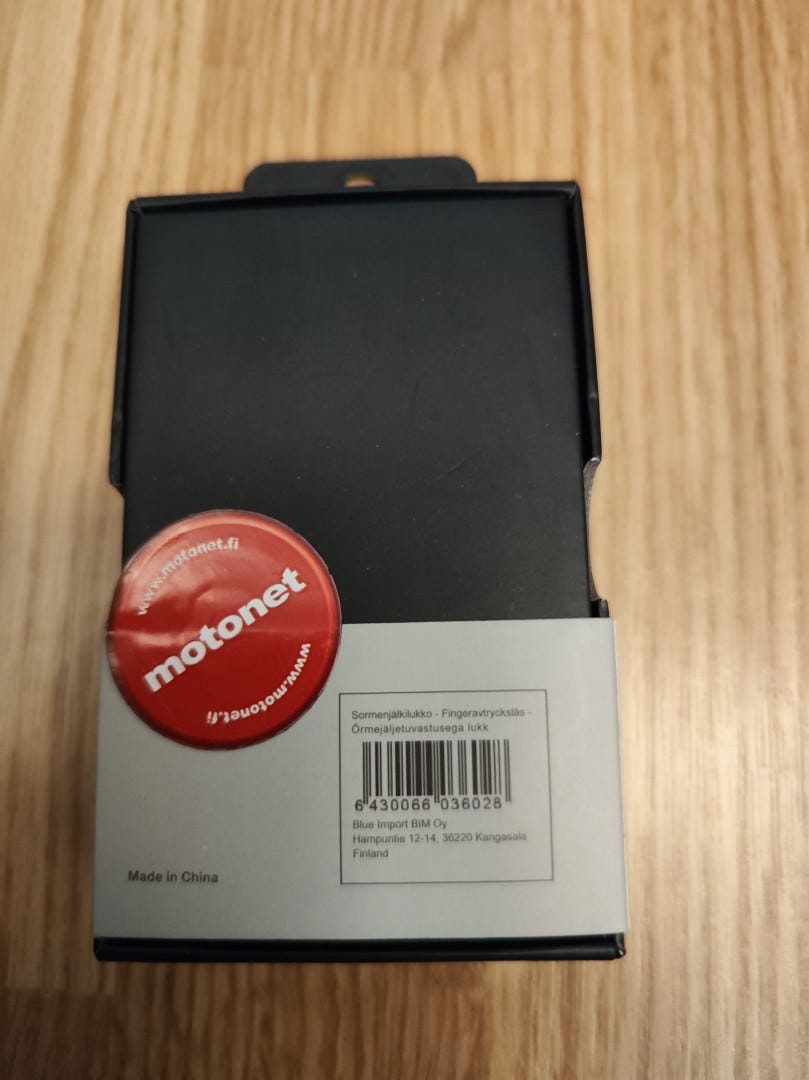 www.motonet.fi
motonet
www.motonet.fi
Sormenjälkilukko - Fingeravtryckslås -
Õrmejäljetuvastusega lukk
6 430066 036028
Blue Import BIM Oy
Hampuntie 12-14, 36220 Kangasala
Finland
Made in China